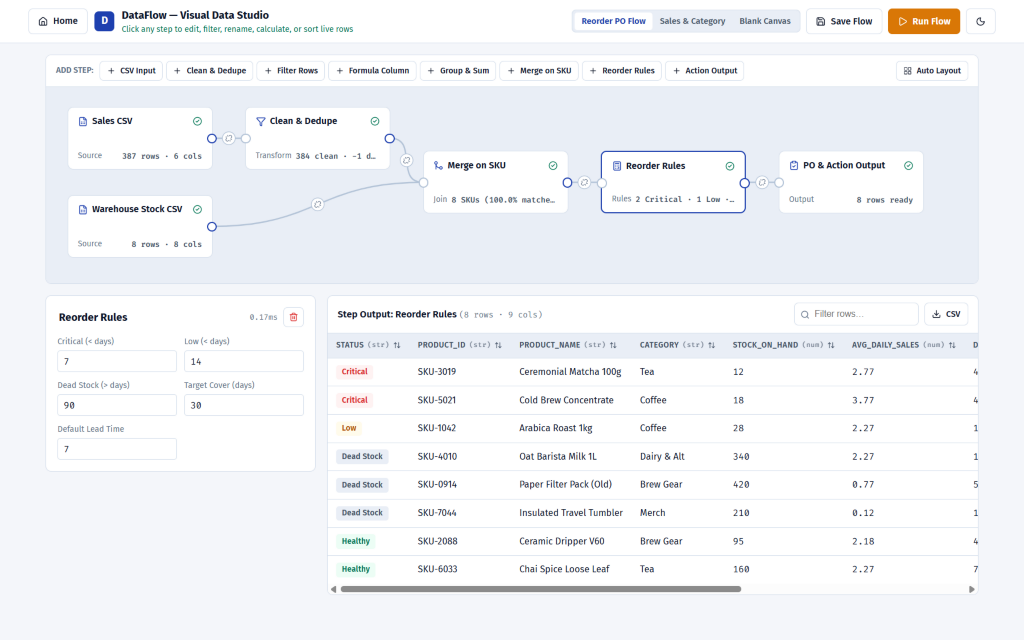 Home
D
DataFlow — Visual Data Studio
Click any step to edit, filter, rename, calculate, or sort live rows
Reorder PO Flow
Sales & Category
Blank Canvas
Save Flow
Run Flow
ADD STEP:
+ CSV Input
+ Clean & Dedupe
+ Filter Rows
+ Formula Column
+ Group & Sum
+ Merge on SKU
+ Reorder Rules
+ Action Output
Auto Layout
Sales CSV
Source 387 rows · 6 cols
Clean & Dedupe
Transform 384 clean · -1 d…
Merge on SKU
Join 8 SKUs (100.0% matche…
Reorder Rules
Rules 2 Critical · 1 Low ·…
PO & Action Output
Output 8 rows ready
Warehouse Stock CSV
Source 8 rows · 8 cols
Reorder Rules
0.17ms
Critical (< days)
Low (< days)
7
14
Dead Stock (> days)
Target Cover (days)
90
30
Default Lead Time
7
Step Output: Reorder Rules (8 rows · 9 cols)
Filter rows...
CSV
STATUS (str) PRODUCT_ID (str) PRODUCT_NAME (str) CATEGORY (str) STOCK_ON_HAND (num) AVG_DAILY_SALES (num) D
Critical SKU-3019 Ceremonial Matcha 100g Tea 12 2.77 4
Critical SKU-5021 Cold Brew Concentrate Coffee 18 3.77 4
Low SKU-1042 Arabica Roast 1kg Coffee 28 2.27 1
Dead Stock SKU-4010 Oat Barista Milk 1L Dairy & Alt 340 2.27 1
Dead Stock SKU-0914 Paper Filter Pack (Old) Brew Gear 420 0.77 5
Dead Stock SKU-7044 Insulated Travel Tumbler Merch 210 0.12 1
Healthy SKU-2088 Ceramic Dripper V60 Brew Gear 95 2.18 4
Healthy SKU-6033 Chai Spice Loose Leaf Tea 160 2.27 7